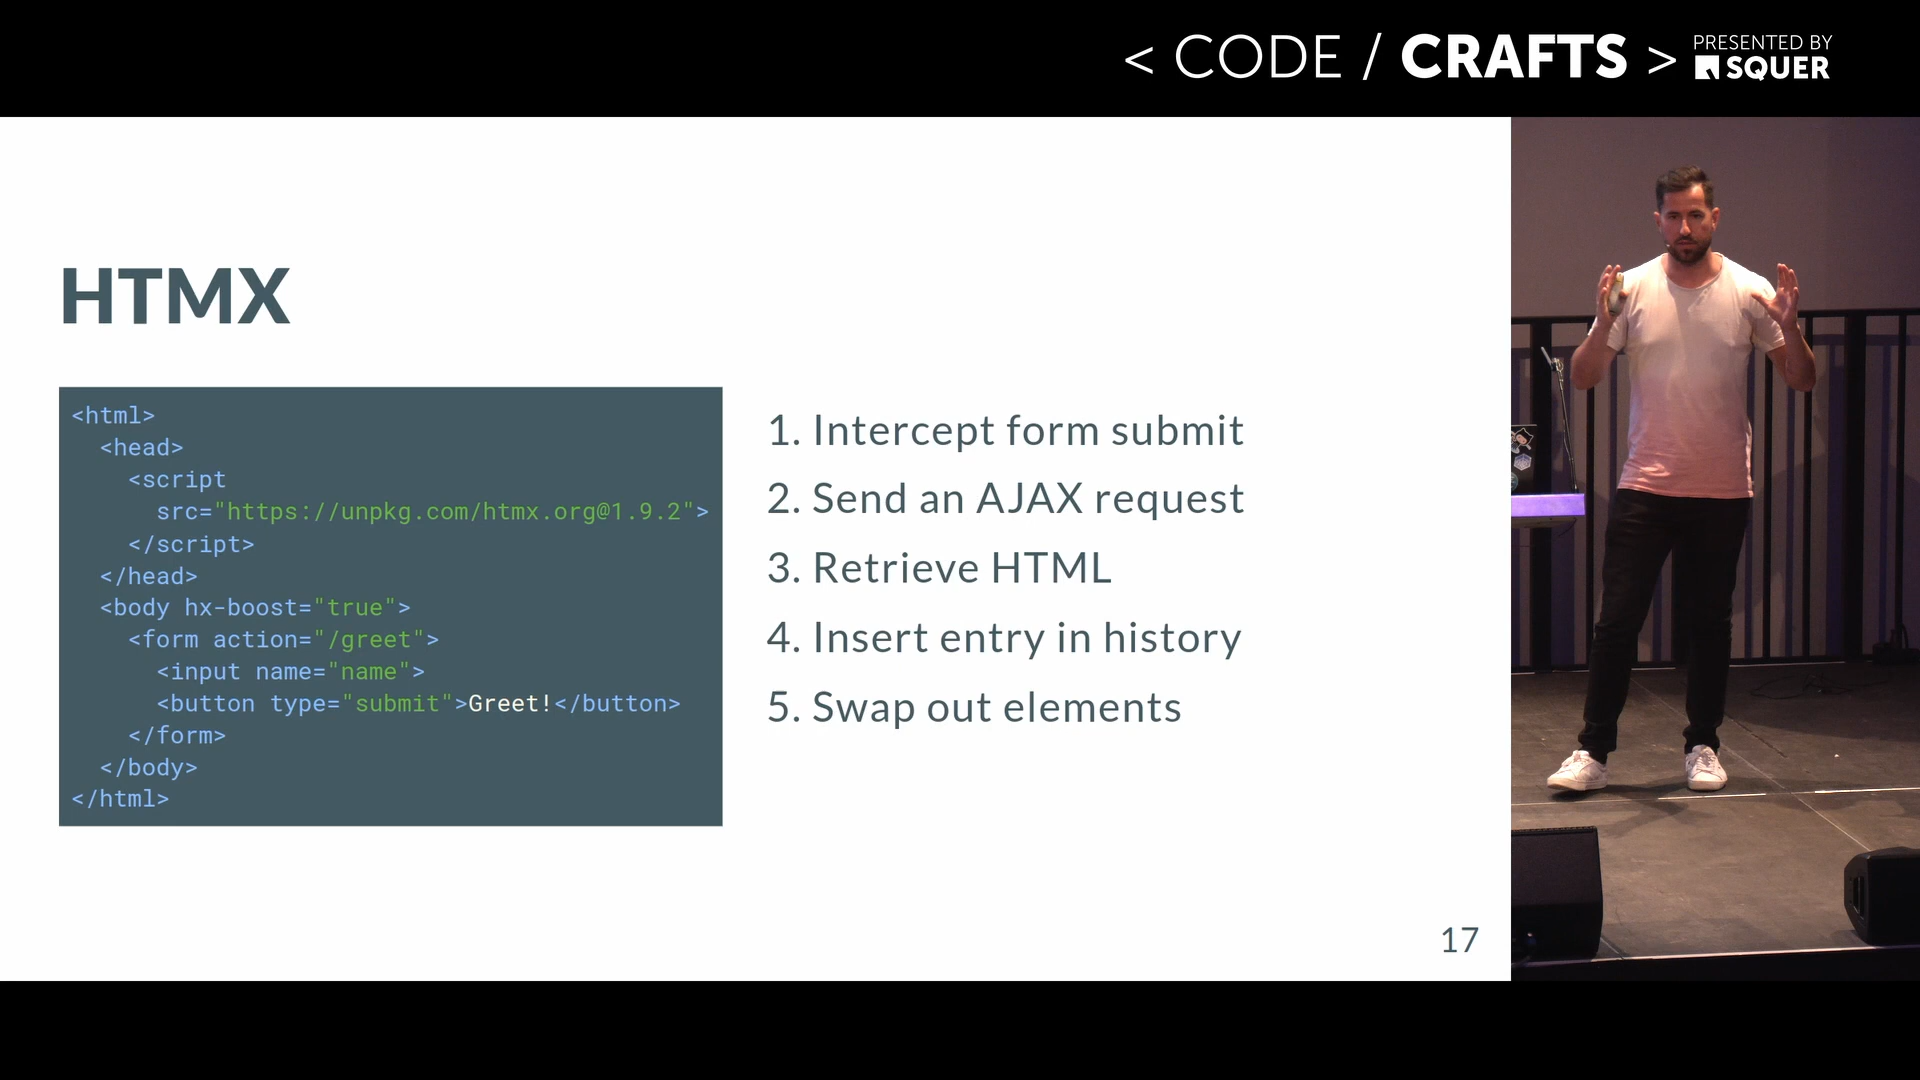 < CODE / CRAFTS >
PRESENTED BY
SQUER
HTMX
<html>
  <head>
    <script
      src="https://unpkg.com/htmx.org@1.9.2">
    </script>
  </head>
  <body hx-boost="true">
    <form action="/greet">
      <input name="name">
      <button type="submit">Greet!</button>
    </form>
  </body>
</html>
1. Intercept form submit
2. Send an AJAX request
3. Retrieve HTML
4. Insert entry in history
5. Swap out elements
17